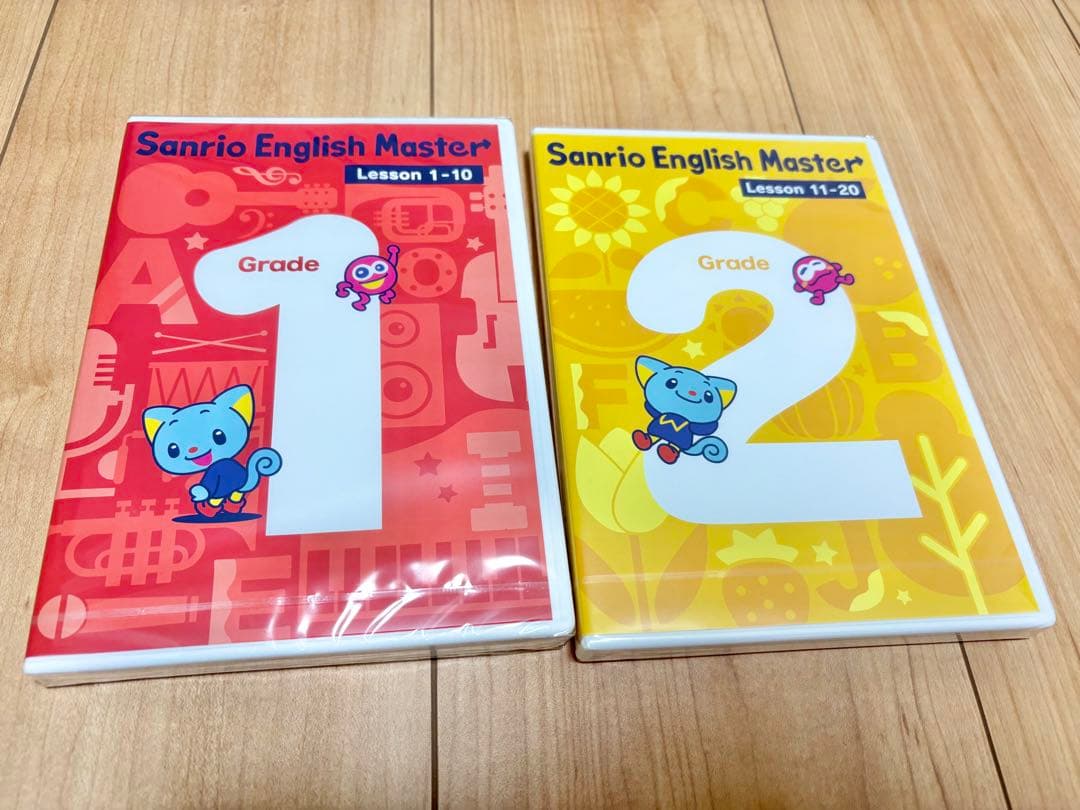 Sanrio English Master
Lesson 1-10
Grade
1
A
E
Sanrio English Master
Lesson 11-20
Grade
2
C
F
B
J